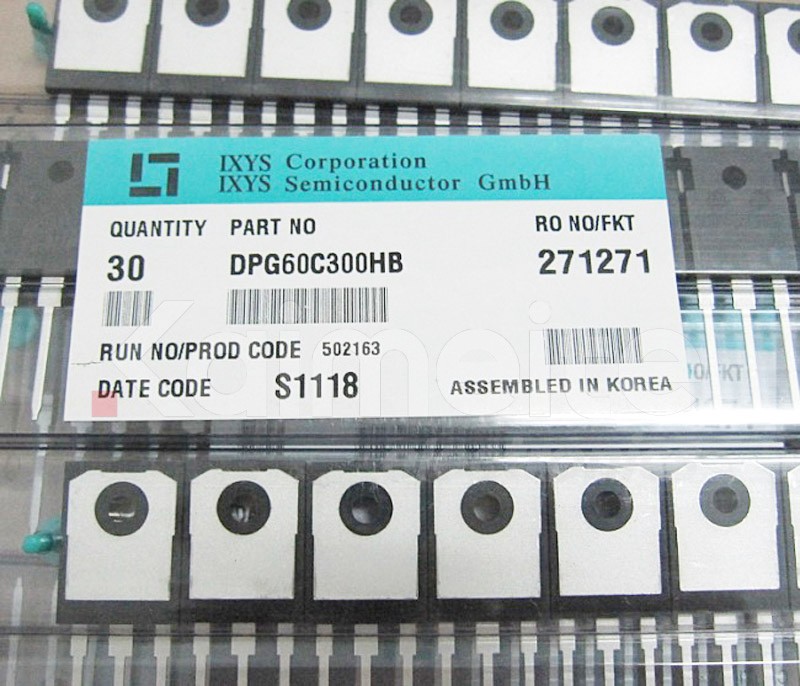 IXYS Corporation
IXYS Semiconductor GmbH
QUANTITY PART NO RO NO/FKT
30 DPG60C300HB 271271
RUN NO/PROD CODE 502163
DATE CODE S1118 ASSEMBLED IN KOREA
Kaimeite